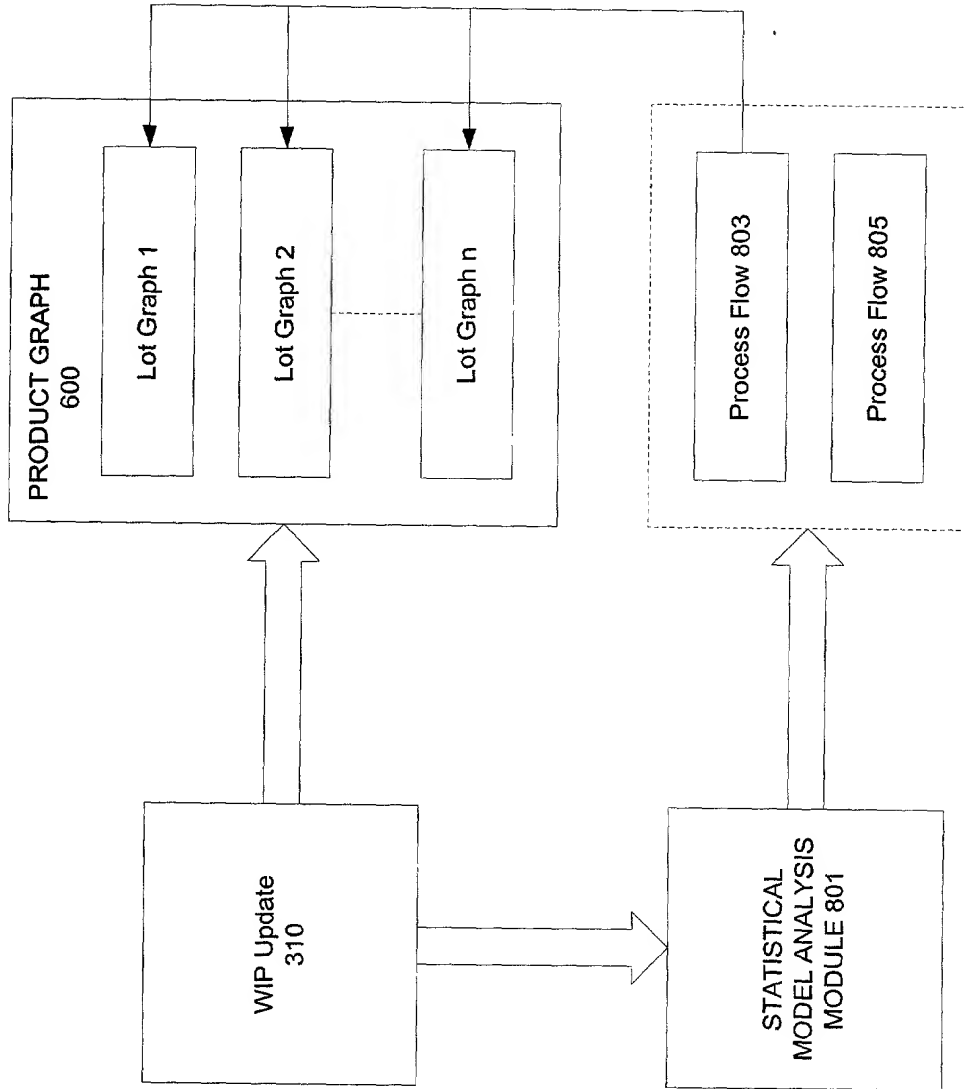 PRODUCT GRAPH
600
Lot Graph 1
Lot Graph 2
Lot Graph n
WIP Update
310
Process Flow 803
Process Flow 805
STATISTICAL
MODEL ANALYSIS
MODULE 801